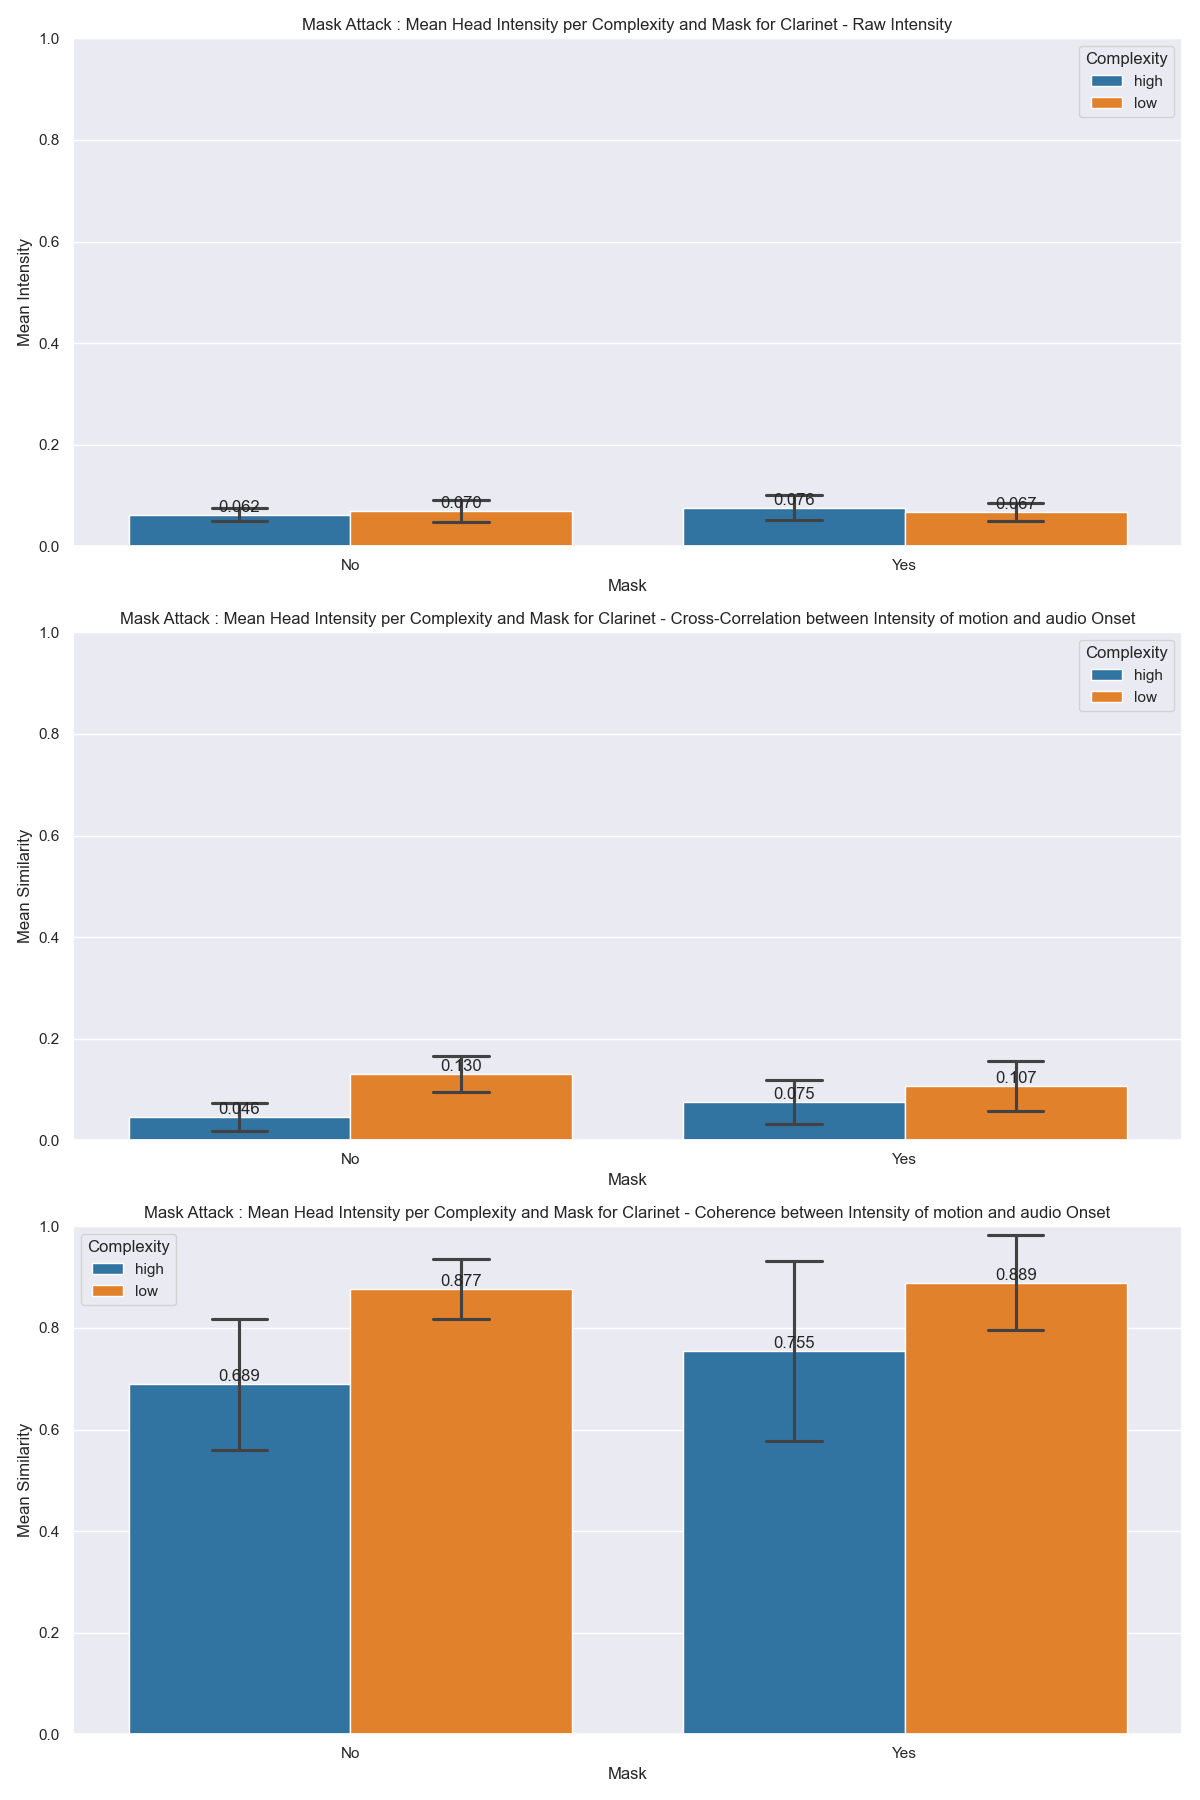 Mask Attack : Mean Head Intensity per Complexity and Mask for Clarinet - Raw Intensity
1.0
Complexity
high
low
0.8
0.6
Mean Intensity
0.4
0.2
0.062
0.070
0.076
0.067
0.0
No
Yes
Mask
Mask Attack : Mean Head Intensity per Complexity and Mask for Clarinet - Cross-Correlation between Intensity of motion and audio Onset
1.0
Complexity
high
low
0.8
0.6
Mean Similarity
0.4
0.2
0.046
0.130
0.075
0.107
0.0
No
Yes
Mask
Mask Attack : Mean Head Intensity per Complexity and Mask for Clarinet - Coherence between Intensity of motion and audio Onset
1.0
Complexity
high
low
0.877
0.889
0.8
0.689
0.755
0.6
Mean Similarity
0.4
0.2
0.0
No
Yes
Mask